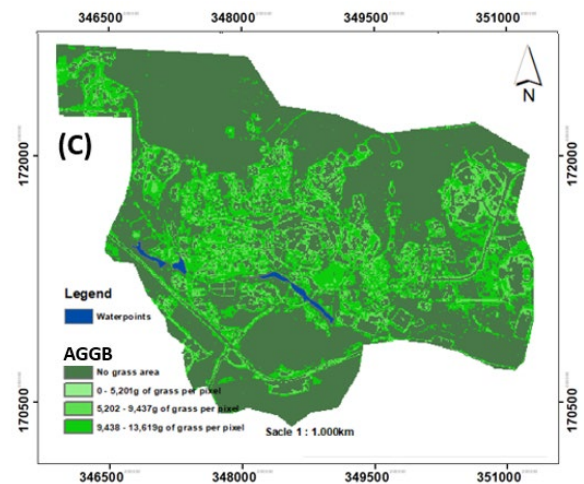 346500 348000 349500 351000
N
(C)
172000 172000
Legend
Waterpoints
AGGB
No grass area
0 - 5,201g of grass per pixel
5,202 - 9,437g of grass per pixel
9,438 - 13,619g of grass per pixel
Sacle 1 : 1.000km
170500 170500
346500 348000 349500 351000